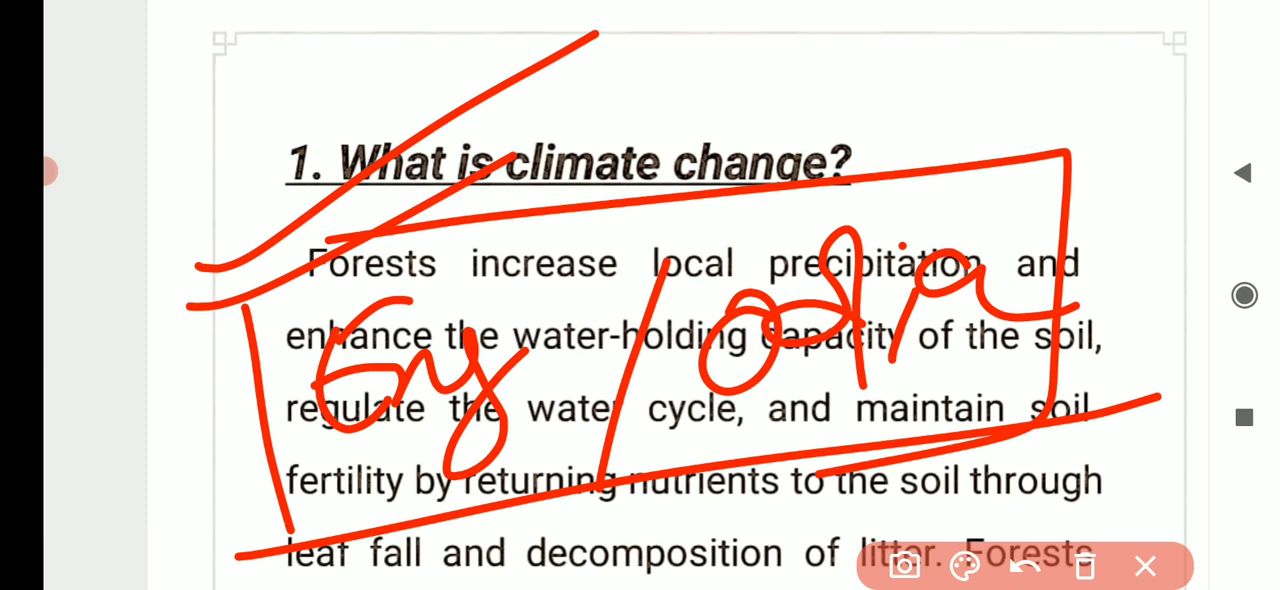 1. What is climate change?
Forests increase local precipitation and
enhance the water-holding capacity of the soil,
regulate the water cycle, and maintain soil
fertility by returning nutrients to the soil through
leaf fall and decomposition of litter. Forests
Eng / odia